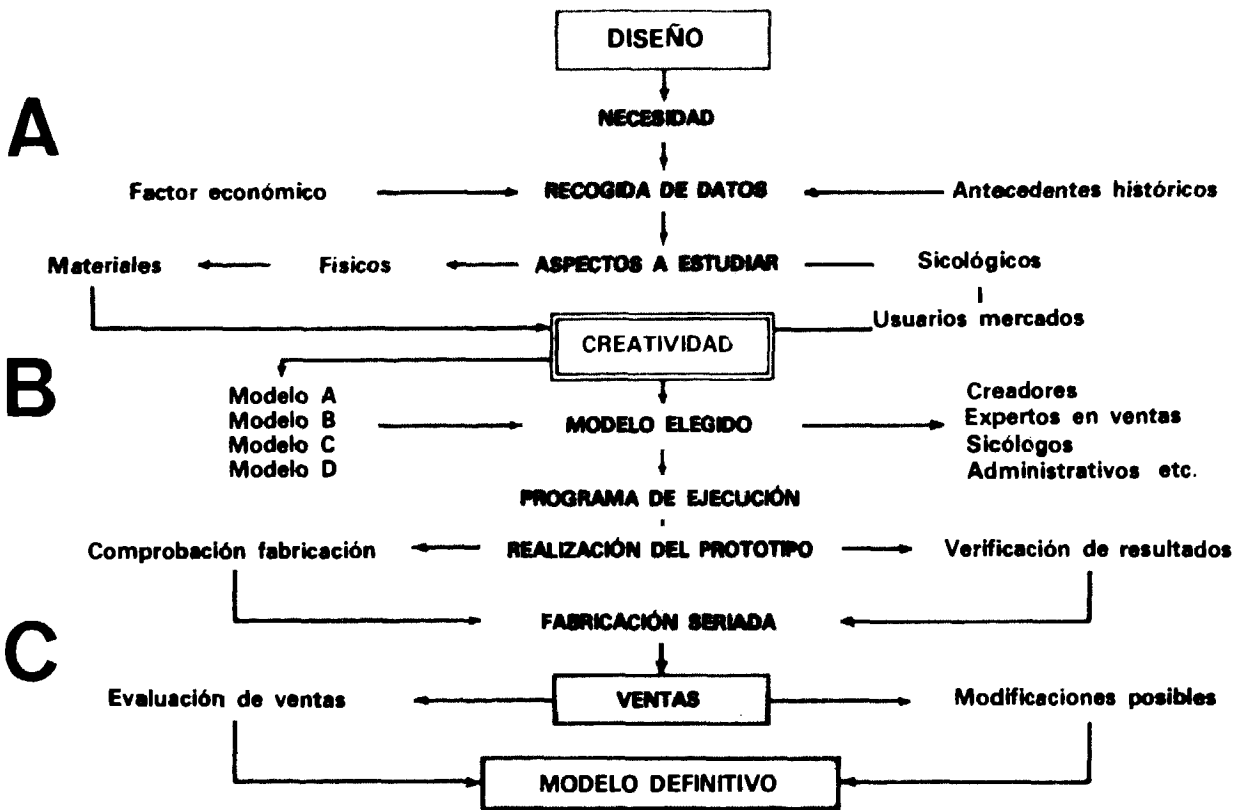 DISEÑO
A
NECESIDAD
Factor económico
RECOGIDA DE DATOS
Antecedentes históricos
Materiales
Físicos
ASPECTOS A ESTUDIAR
Sicológicos
Usuarios mercados
CREATIVIDAD
B
Modelo A
Modelo B
Modelo C
Modelo D
MODELO ELEGIDO
Creadores
Expertos en ventas
Sicólogos
Administrativos etc.
PROGRAMA DE EJECUCIÓN
Comprobación fabricación
REALIZACIÓN DEL PROTOTIPO
Verificación de resultados
FABRICACIÓN SERIADA
C
Evaluación de ventas
VENTAS
Modificaciones posibles
MODELO DEFINITIVO